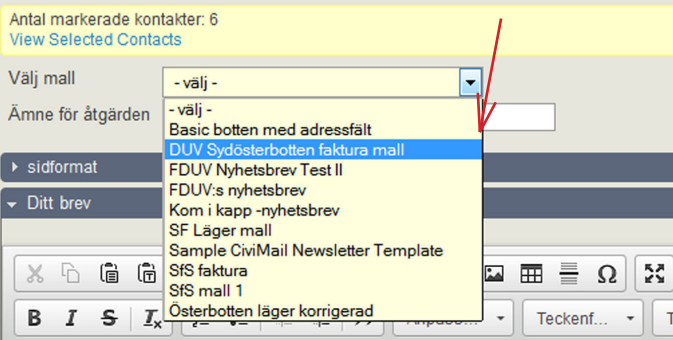 Antal markerade kontakter: 6
View Selected Contacts
Välj mall
- välj -
Ämne för åtgärden
- välj -
Basic botten med adressfält
DUV Sydösterbotten faktura mall
FDUV Nyhetsbrev Test II
FDUV:s nyhetsbrev
Kom i kapp -nyhetsbrev
SF Läger mall
Sample CiviMail Newsletter Template
SfS faktura
SfS mall 1
Österbotten läger korrigerad
sidformat
Ditt brev
B I S Ix
Teckenf...